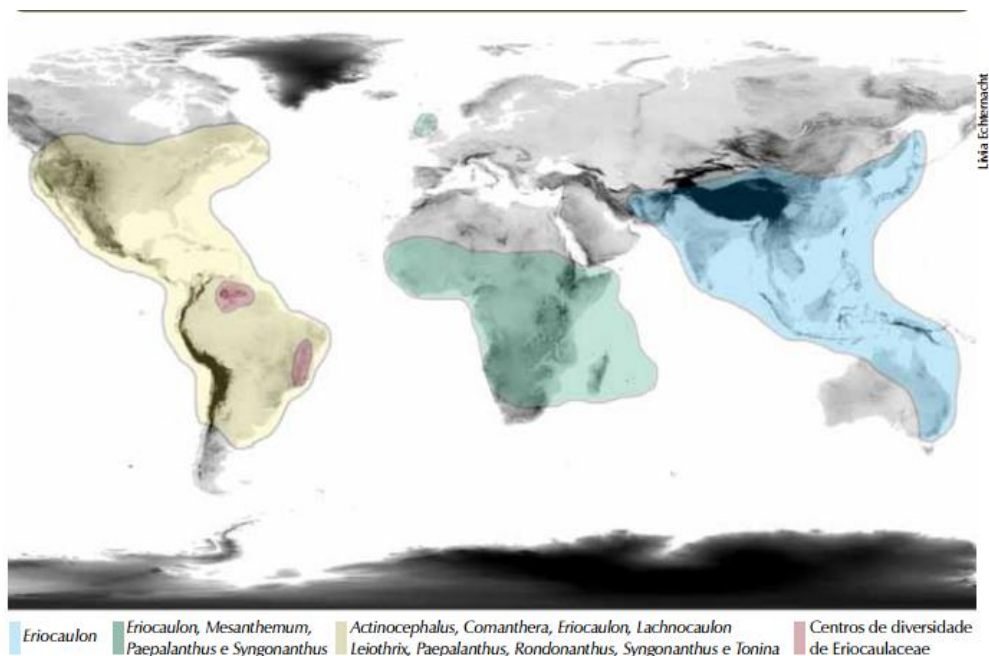 Livia Echternacht
Eriocaulon
Eriocaulon, Mesanthemum,
Paepalanthus e Syngonanthus
Actinocephalus, Comanthera, Eriocaulon, Lachnocaulon
Leiothrix, Paepalanthus, Rondonanthus, Syngonanthus e Tonina
Centros de diversidade
de Eriocaulaceae